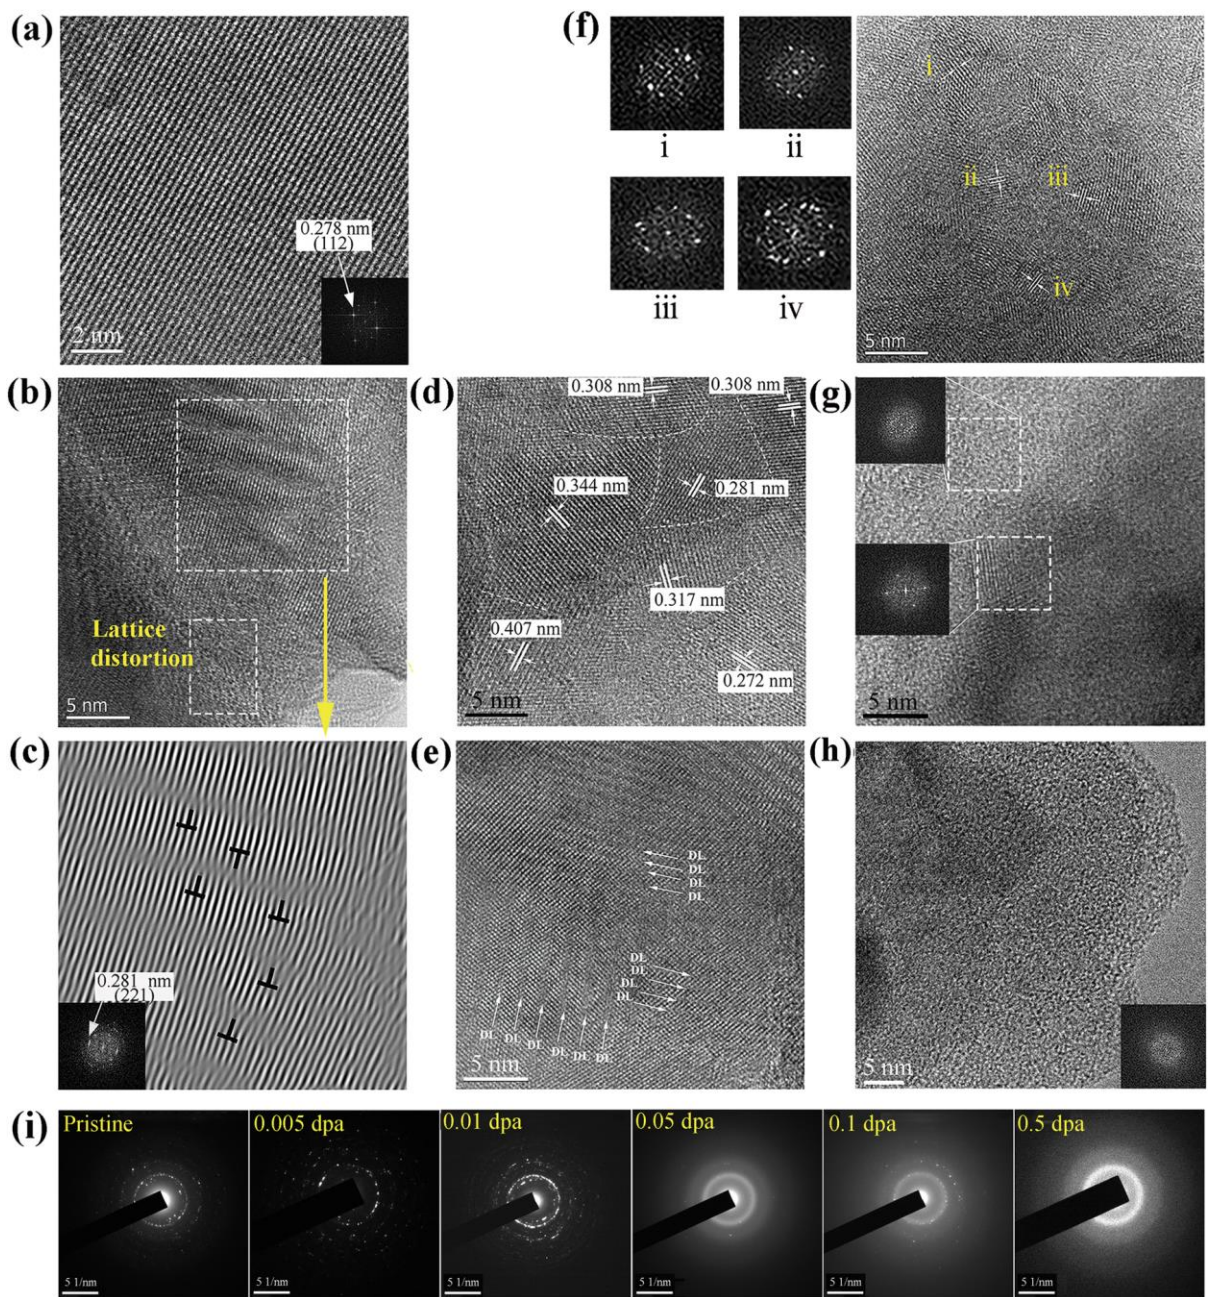 (a)
0.278 nm
(112)
2 nm
(f)
i
ii
iii
iv
i
ii
iii
iv
5 nm
(b)
Lattice
distortion
5 nm
(d)
0.308 nm
0.308 nm
0.344 nm
0.281 nm
0.317 nm
0.407 nm
0.272 nm
5 nm
(g)
5 nm
(c)
0.281 nm
(221)
(e)
DL
DL
DL
DL
DL
DL
DL
DL
DL
DL
DL
DL
DL
DL
5 nm
(h)
5 nm
(i)
Pristine
5 1/nm
0.005 dpa
5 1/nm
0.01 dpa
5 1/nm
0.05 dpa
5 1/nm
0.1 dpa
5 1/nm
0.5 dpa
5 1/nm